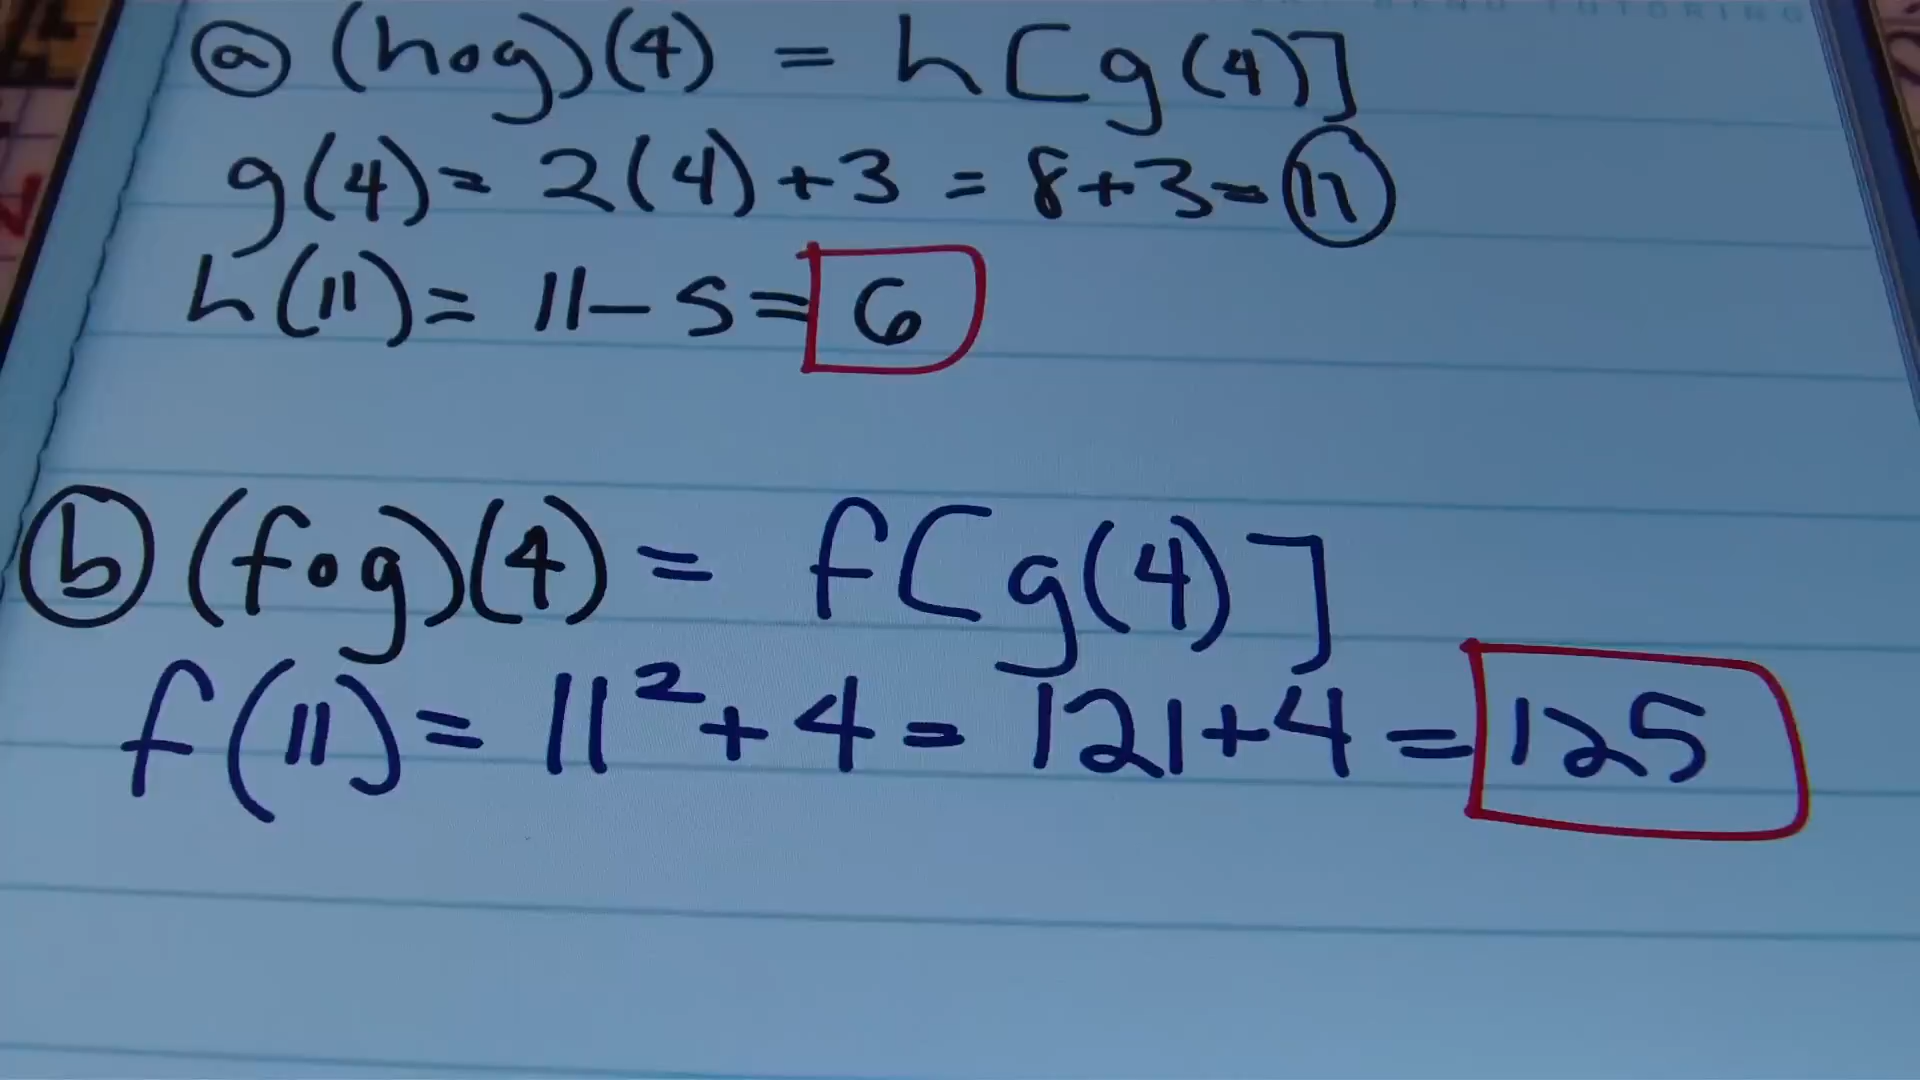 ⓐ (h∘g)(4) = h[g(4)]
g(4) = 2(4)+3 = 8+3 = 11
h(11) = 11-5 = 6
ⓑ (f∘g)(4) = f[g(4)]
f(11) = 11²+4 = 121+4 = 125